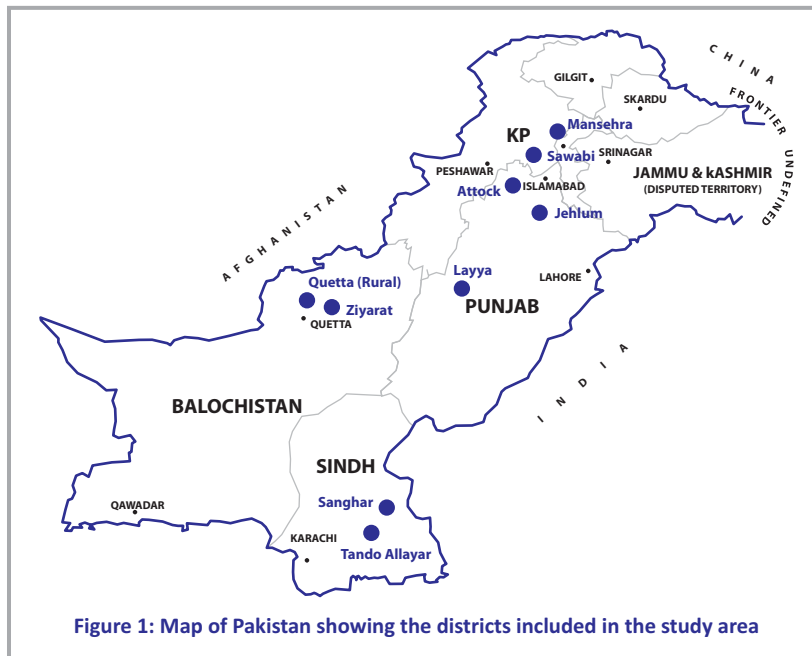 CHINA
FRONTIER UNDEFINED
GILGIT
SKARDU
Mansehra
KP
Sawabi
SRINAGAR
PESHAWAR
JAMMU & kASHMIR
(DISPUTED TERRITORY)
ISLAMABAD
Attock
Jehlum
AFGHANISTAN
LAHORE
Layya
PUNJAB
Quetta (Rural)
Ziyarat
QUETTA
INDIA
BALOCHISTAN
SINDH
Sanghar
QAWADAR
KARACHI
Tando Allayar
Figure 1: Map of Pakistan showing the districts included in the study area